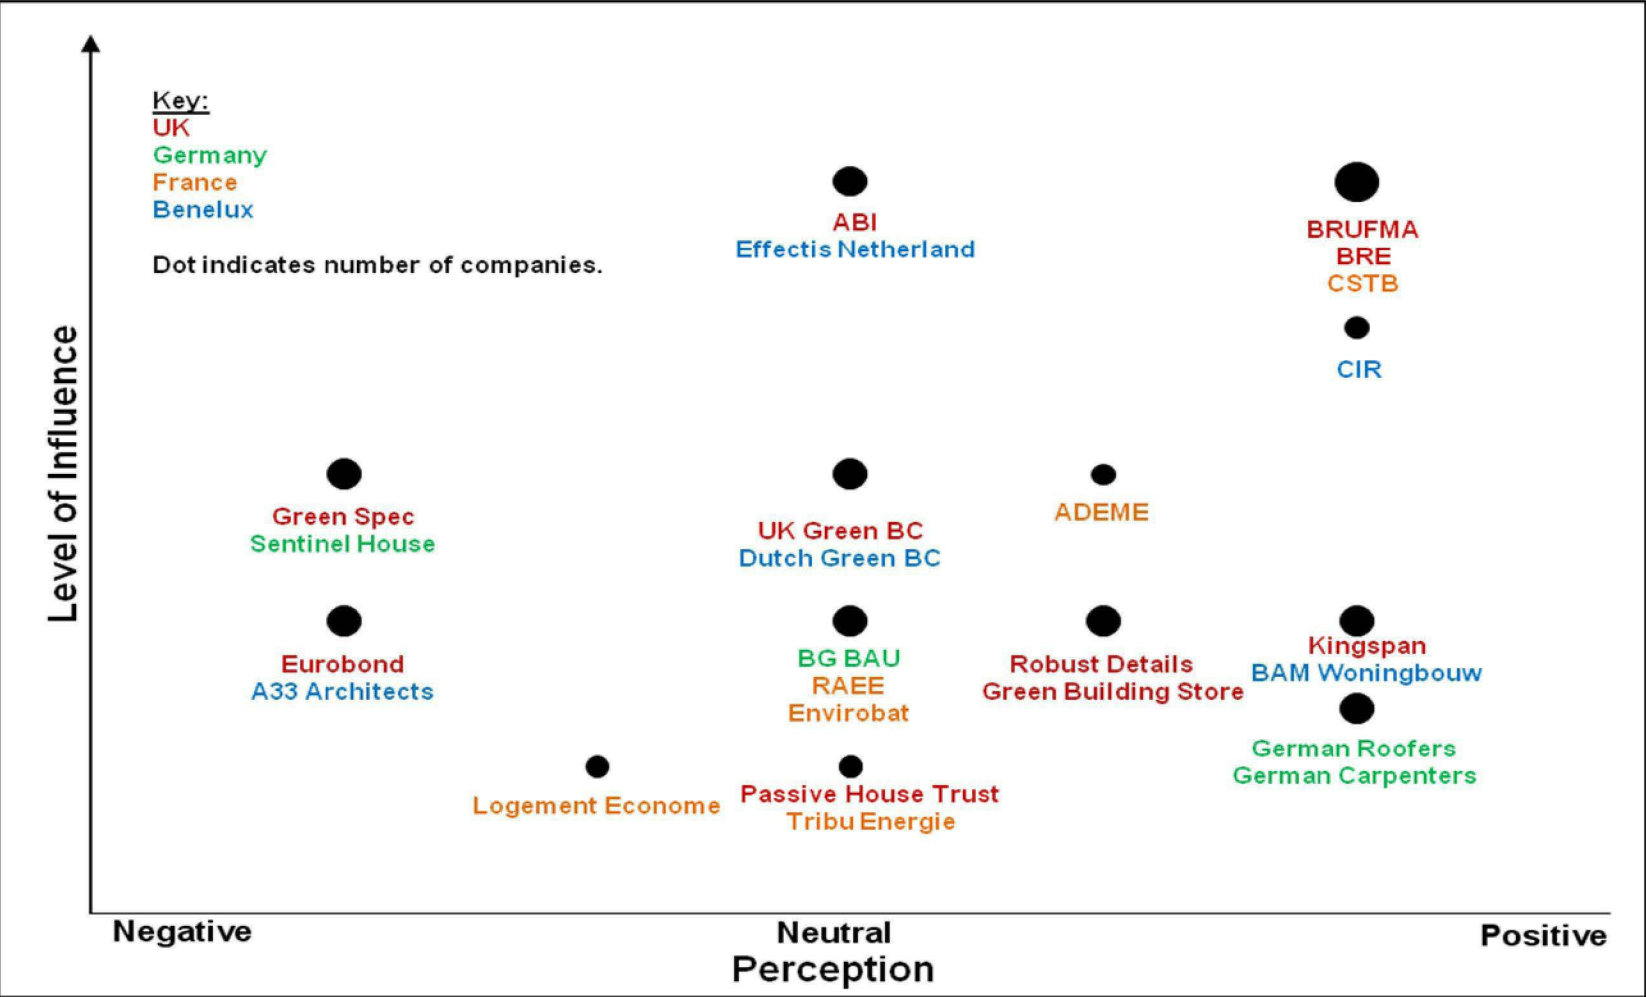 Key:
UK
Germany
France
Benelux
Dot indicates number of companies.
ABI
Effectis Netherland
BRUFMA
BRE
CSTB
CIR
Level of Influence
Green Spec
Sentinel House
UK Green BC
Dutch Green BC
ADEME
Eurobond
A33 Architects
BG BAU
RAEE
Envirobat
Robust Details
Green Building Store
Kingspan
BAM Woningbouw
German Roofers
German Carpenters
Logement Econome
Passive House Trust
Tribu Energie
Negative
Neutral
Positive
Perception